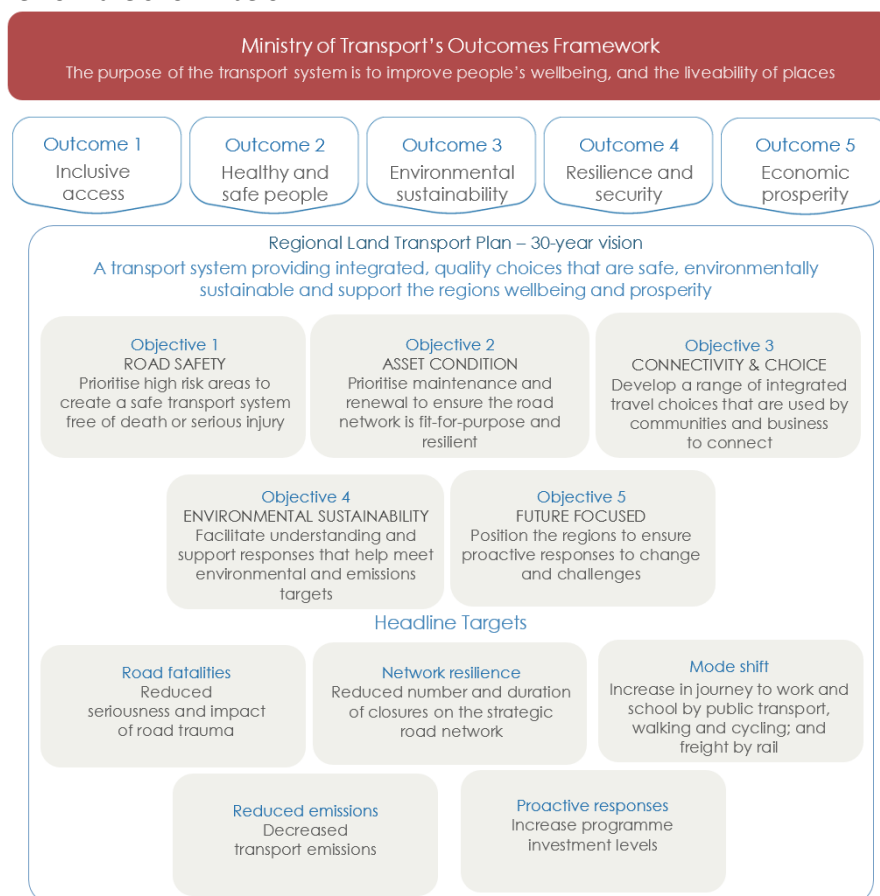 Ministry of Transport's Outcomes Framework
The purpose of the transport system is to improve people's wellbeing, and the liveability of places
Outcome 1
Inclusive
access
Outcome 2
Healthy and
safe people
Outcome 3
Environmental
sustainability
Outcome 4
Resilience and
security
Outcome 5
Economic
prosperity
Regional Land Transport Plan – 30-year vision
A transport system providing integrated, quality choices that are safe, environmentally
sustainable and support the regions wellbeing and prosperity
Objective 1
ROAD SAFETY
Prioritise high risk areas to
create a safe transport system
free of death or serious injury
Objective 2
ASSET CONDITION
Prioritise maintenance and
renewal to ensure the road
network is fit-for-purpose and
resilient
Objective 3
CONNECTIVITY & CHOICE
Develop a range of integrated
travel choices that are used by
communities and business
to connect
Objective 4
ENVIRONMENTAL SUSTAINABILITY
Facilitate understanding and
support responses that help meet
environmental and emissions
targets
Objective 5
FUTURE FOCUSED
Position the regions to ensure
proactive responses to change
and challenges
Headline Targets
Road fatalities
Reduced
seriousness and impact
of road trauma
Network resilience
Reduced number and duration
of closures on the strategic
road network
Mode shift
Increase in journey to work and
school by public transport,
walking and cycling; and
freight by rail
Reduced emissions
Decreased
transport emissions
Proactive responses
Increase programme
investment levels